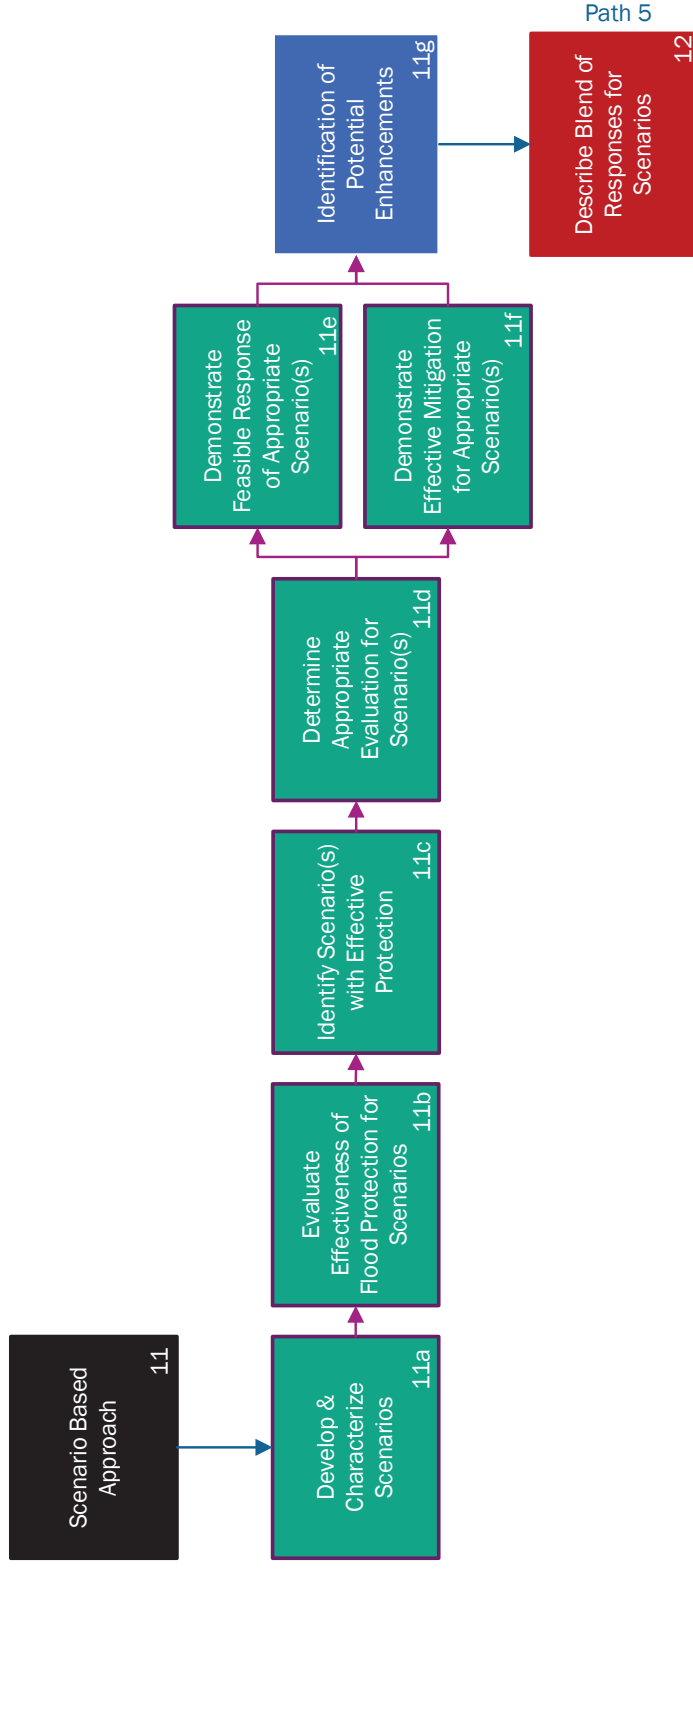 Scenario Based
Approach
11
Develop &
Characterize
Scenarios
11a
Evaluate
Effectiveness of
Flood Protection for
Scenarios
11b
Identify Scenario(s)
with Effective
Protection
11c
Determine
Appropriate
Evaluation for
Scenario(s)
11d
Demonstrate
Feasible Response
of Appropriate
Scenario(s)
11e
Demonstrate
Effective Mitigation
for Appropriate
Scenario(s)
11f
Identification of
Potential
Enhancements
11g
Describe Blend of
Responses for
Scenarios
12
Path 5